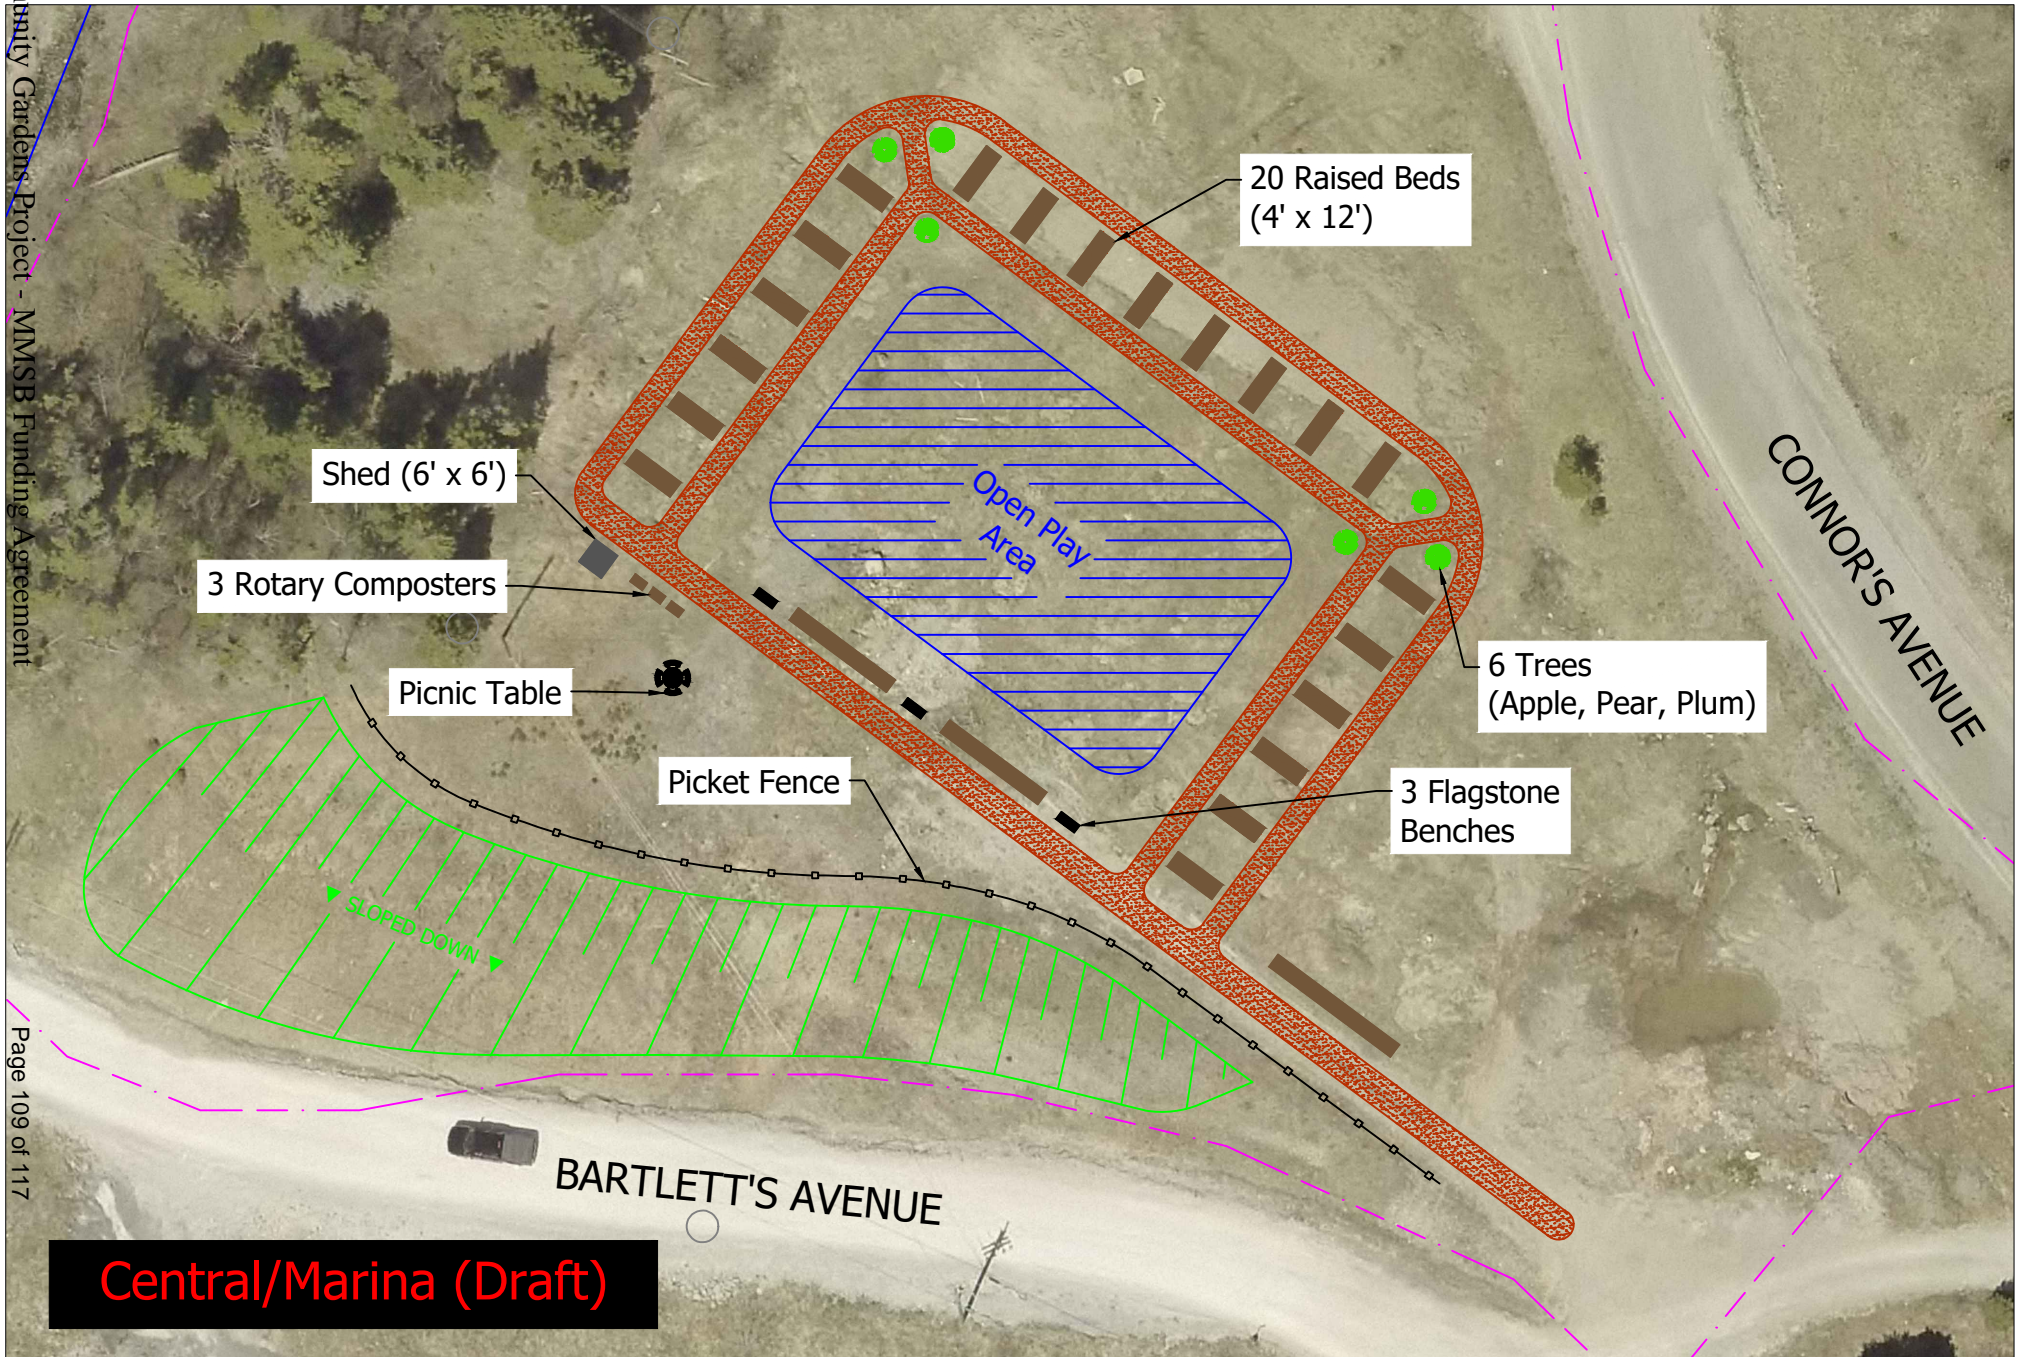 unity Gardens Project - MMSB Funding Agreement
20 Raised Beds
(4' x 12')
CONNOR'S AVENUE
Shed (6' x 6')
Open Play
Area
3 Rotary Composters
6 Trees
(Apple, Pear, Plum)
Picnic Table
Picket Fence
3 Flagstone
Benches
SLOPED DOWN
BARTLETT'S AVENUE
Central/Marina (Draft)
Page 109 of 117